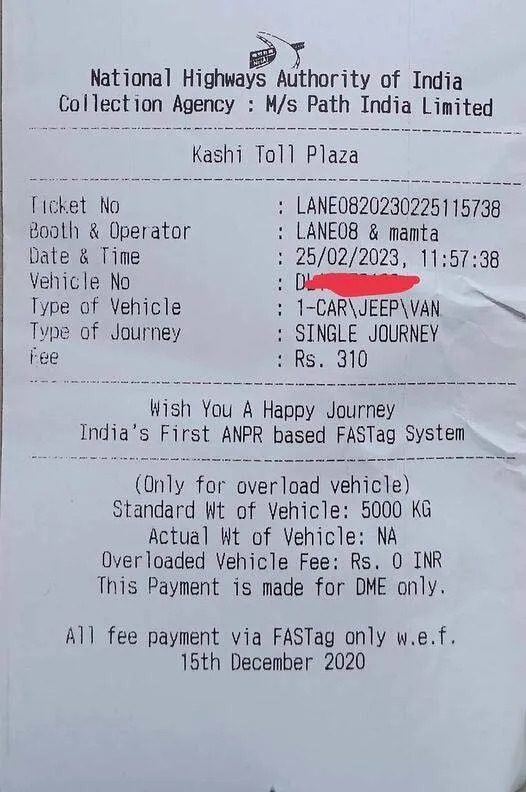 National Highways Authority of India
Collection Agency : M/s Path India Limited
Kashi Toll Plaza
Ticket No : LANE0820230225115738
Booth & Operator : LANE08 & mamta
Date & Time : 25/02/2023, 11:57:38
Vehicle No :
Type of Vehicle : 1-CAR\JEEP\VAN
Type of Journey : SINGLE JOURNEY
Fee : Rs. 310
Wish You A Happy Journey
India's First ANPR based FASTag System
(Only for overload vehicle)
Standard Wt of Vehicle: 5000 KG
Actual Wt of Vehicle: NA
Overloaded Vehicle Fee: Rs. 0 INR
This Payment is made for DME only.
All fee payment via FASTag only w.e.f.
15th December 2020